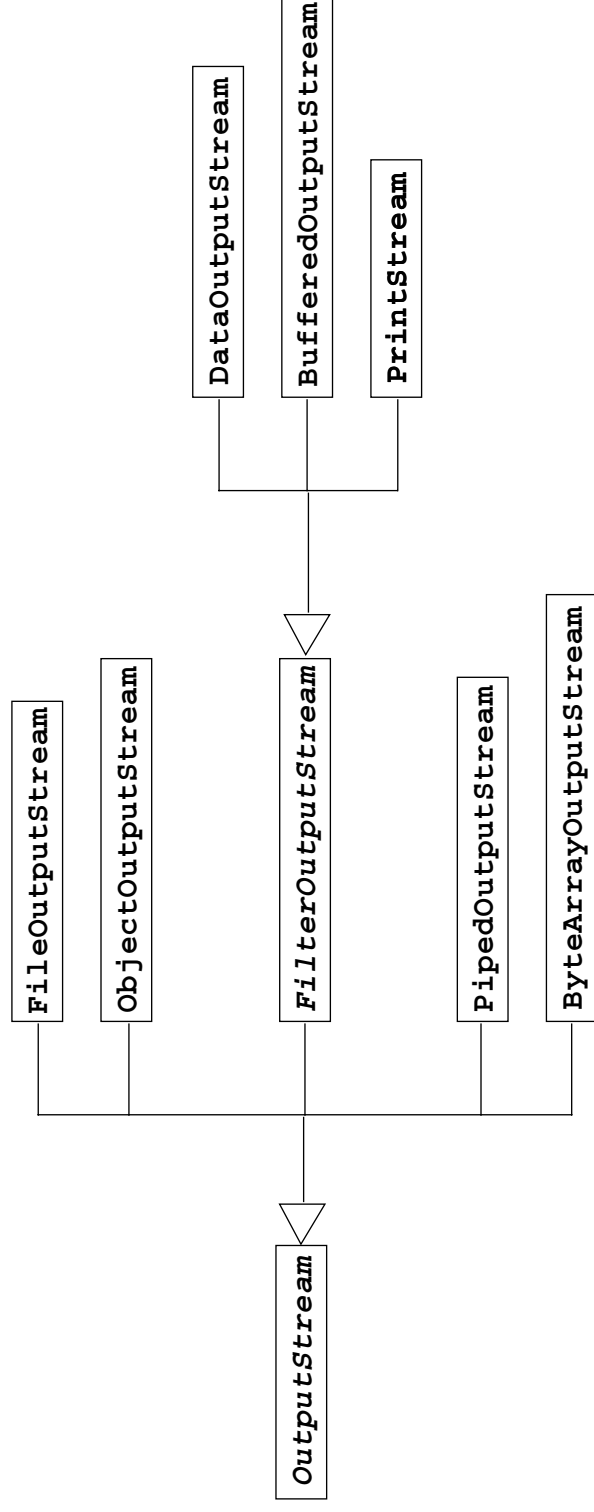 OutputStream
FileOutputStream
ObjectOutputStream
FilterOutputStream
PipedOutputStream
ByteArrayOutputStream
DataOutputStream
BufferedOutputStream
PrintStream